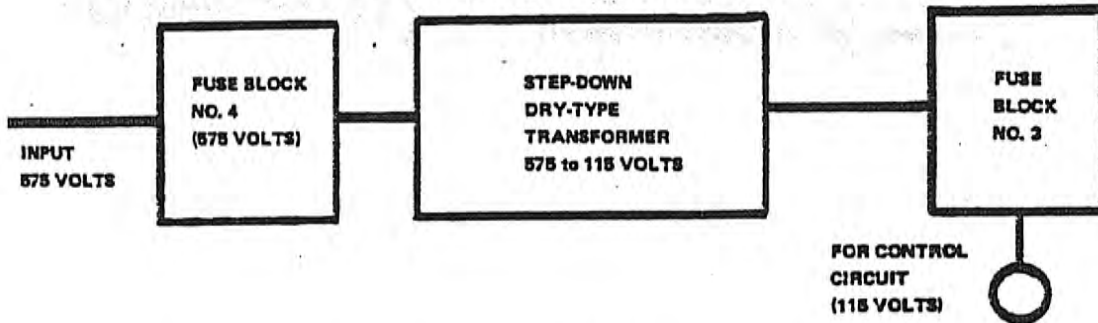 FUSE BLOCK
NO. 4
(575 VOLTS)
INPUT
575 VOLTS
STEP-DOWN
DRY-TYPE
TRANSFORMER
575 to 115 VOLTS
FUSE
BLOCK
NO. 3
FOR CONTROL
CIRCUIT
(115 VOLTS)